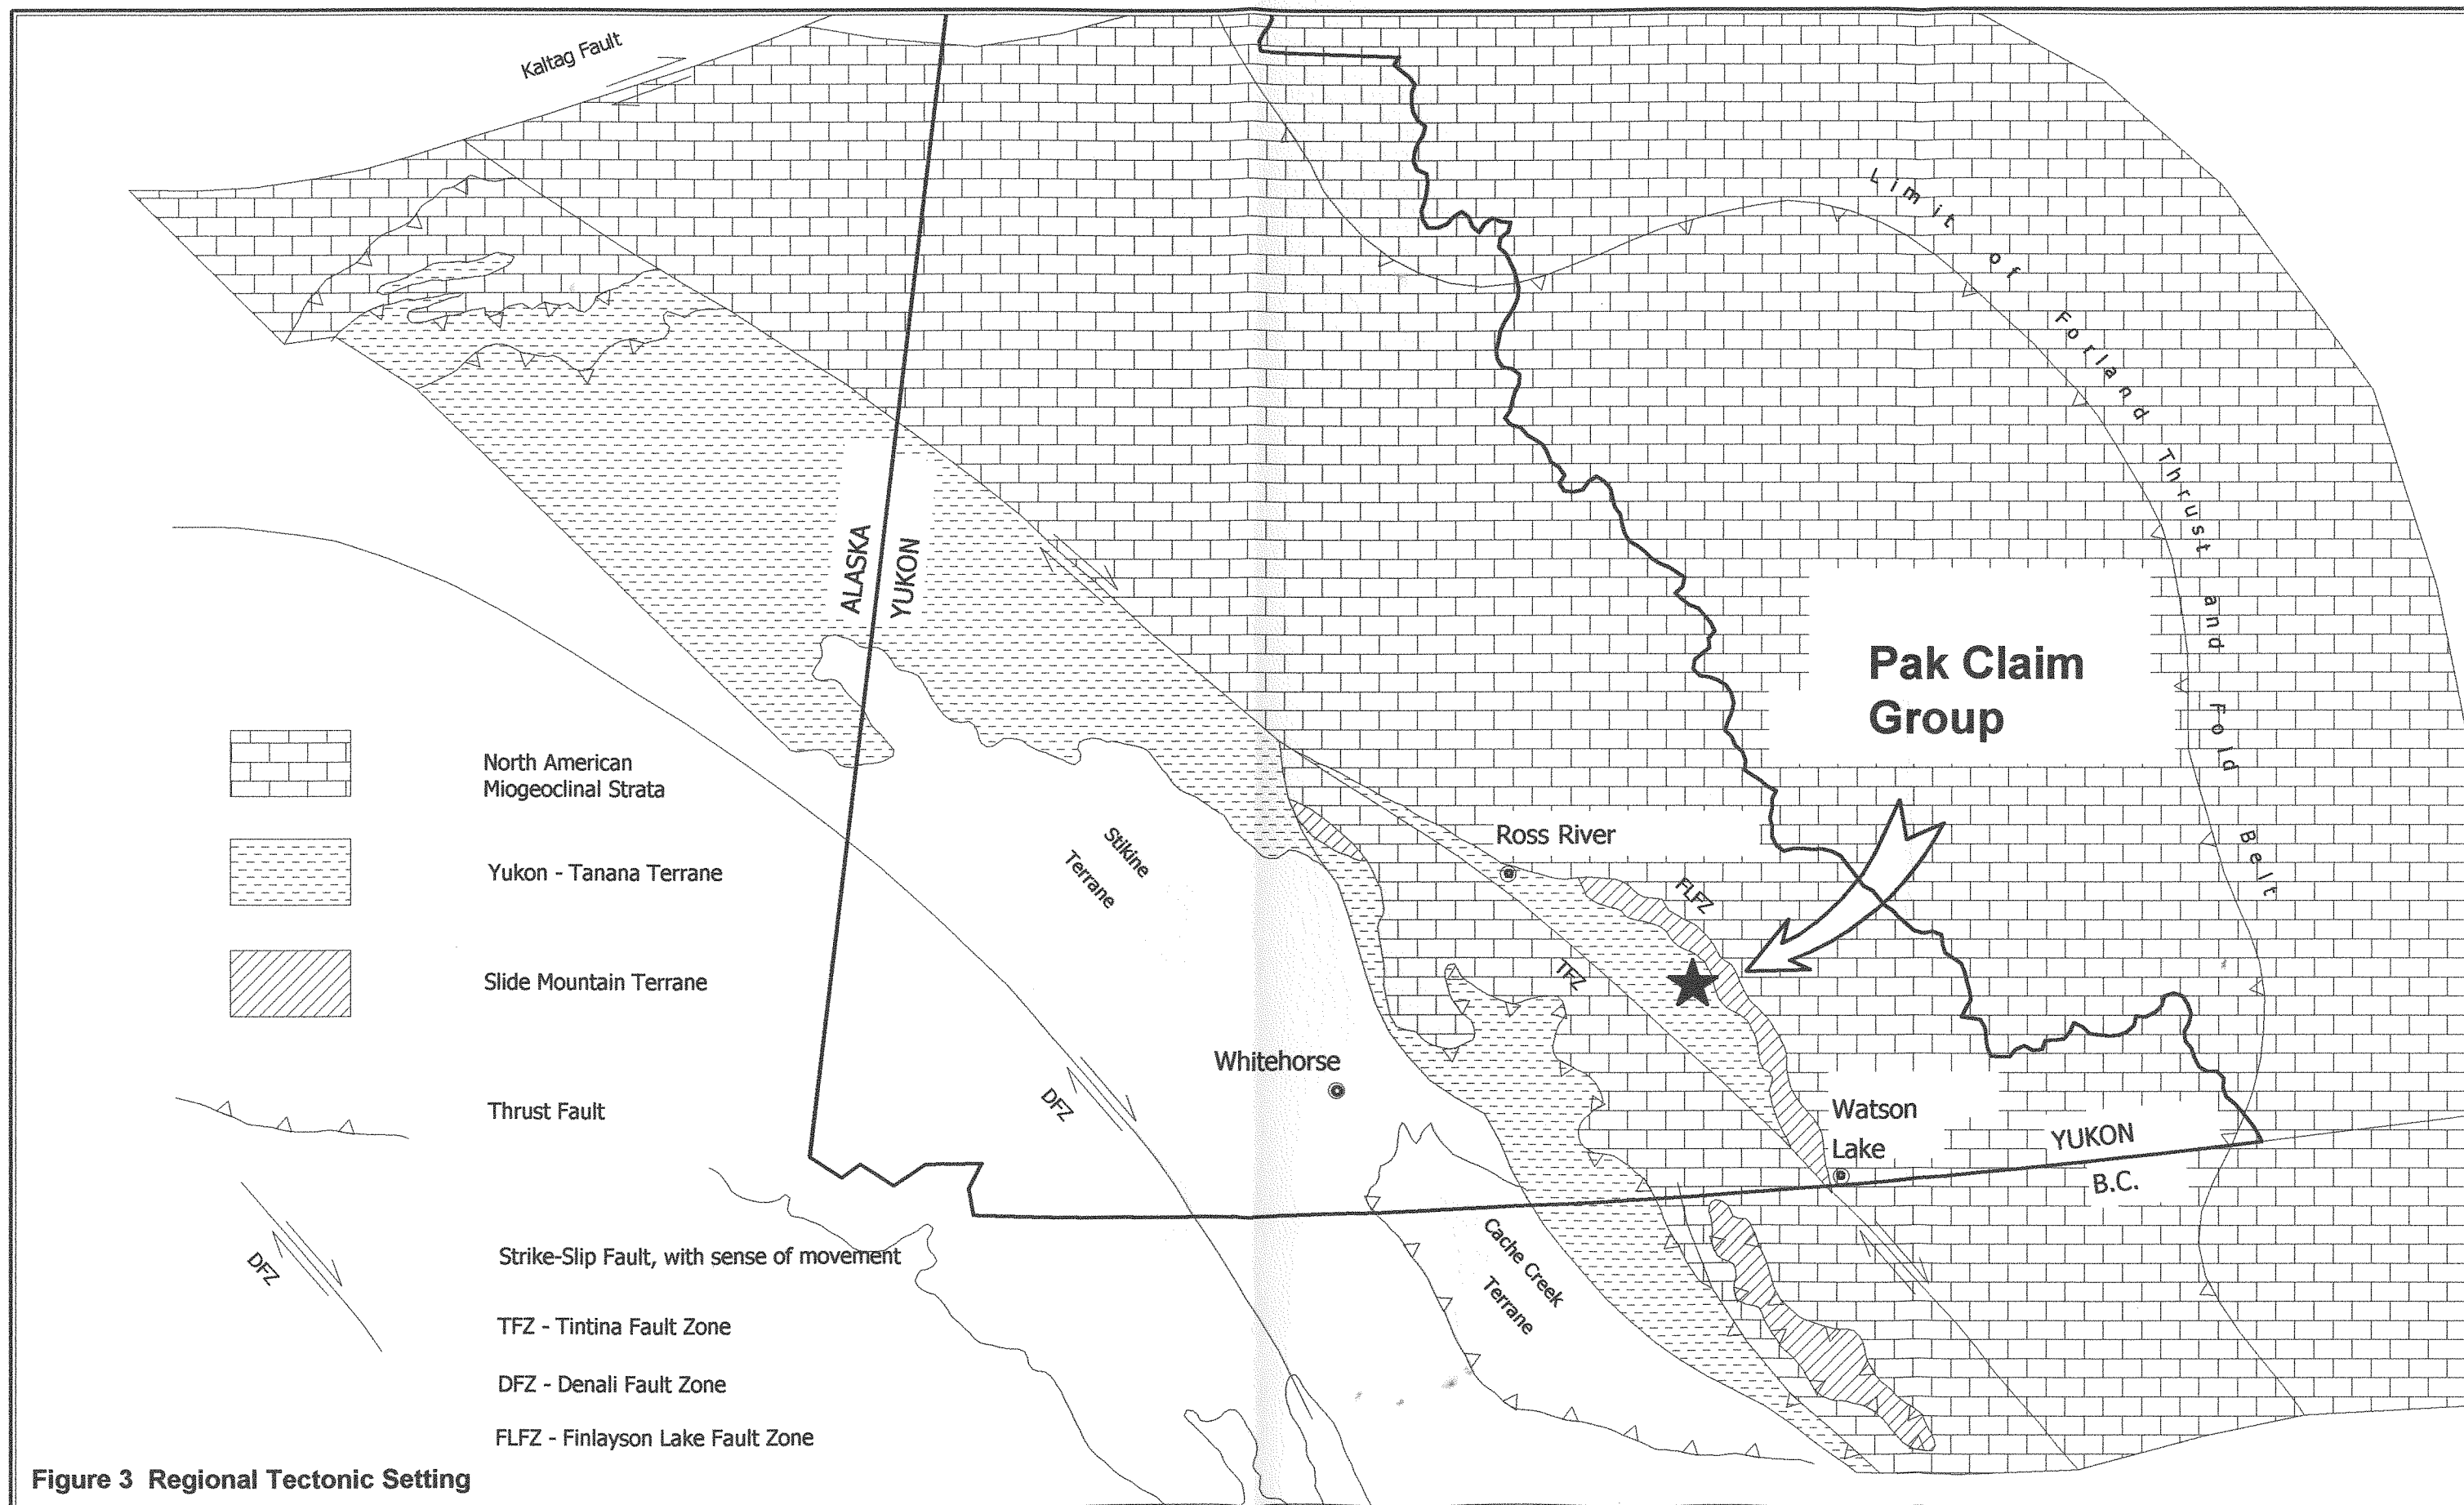 Kaltag Fault
Limit of Forland Thrust and Fold Belt
ALASKA
YUKON
Pak Claim
Group
North American
Miogeoclinal Strata
Yukon - Tanana Terrane
Slide Mountain Terrane
Thrust Fault
DFZ
Strike-Slip Fault, with sense of movement
TFZ - Tintina Fault Zone
DFZ - Denali Fault Zone
FLFZ - Finlayson Lake Fault Zone
Stikine
Terrane
Ross River
FLFZ
TFZ
Whitehorse
DFZ
Watson
Lake
YUKON
B.C.
Cache Creek
Terrane
Figure 3 Regional Tectonic Setting